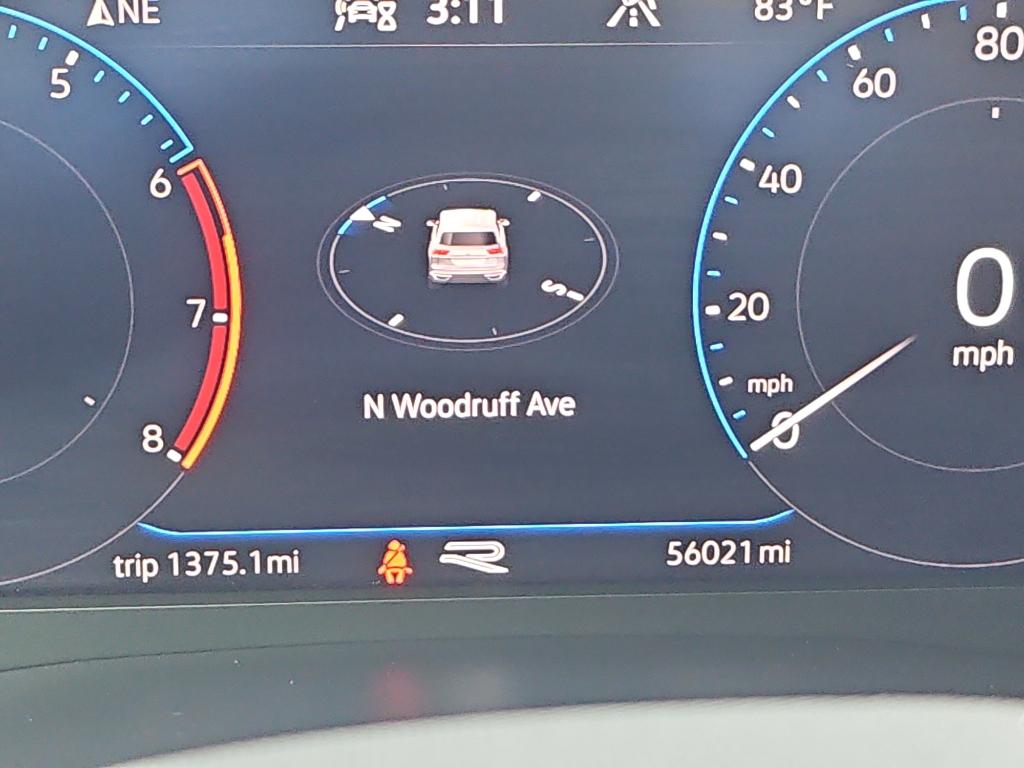 NE
3:11
83°F
5
6
7
8
N
S
N Woodruff Ave
80
60
40
20
mph
0
0
mph
trip 1375.1mi
R
56021mi